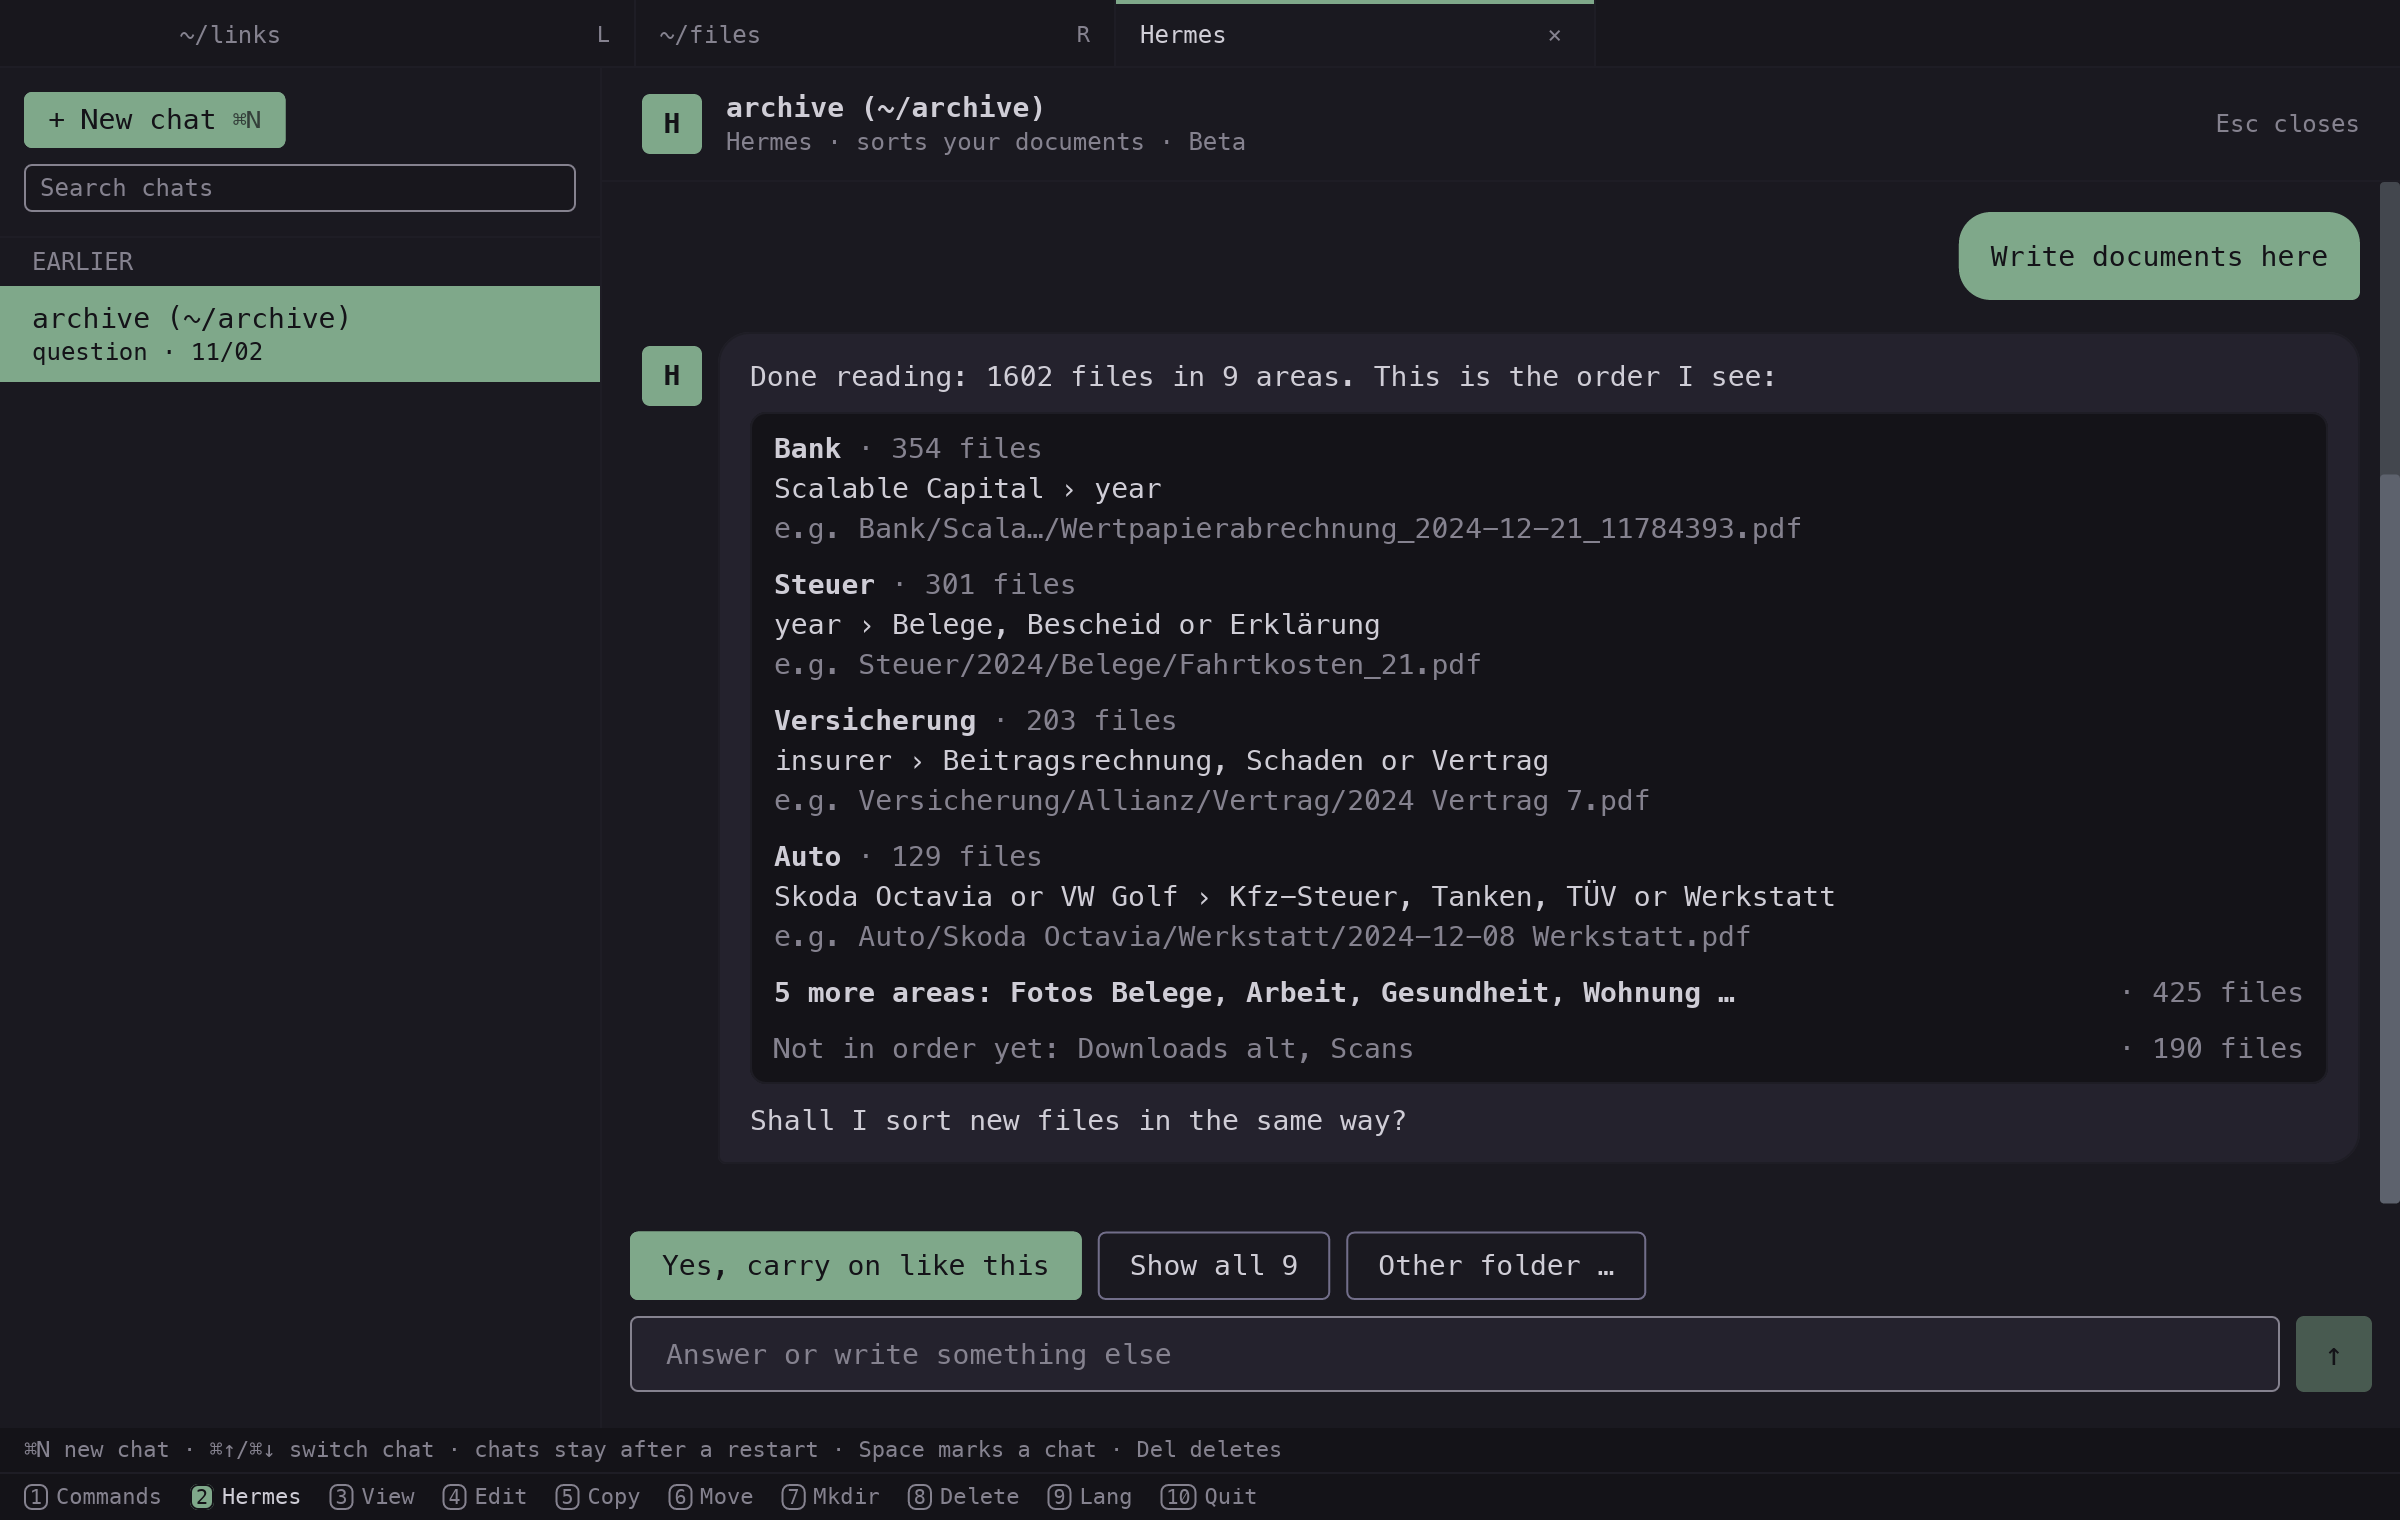 ~/links L ~/files R Hermes ×
+ New chat ⌘N
Search chats
EARLIER
archive (~/archive)
question · 11/02
H archive (~/archive)
Hermes · sorts your documents · Beta
Esc closes
Write documents here
H
Done reading: 1602 files in 9 areas. This is the order I see:
Bank · 354 files
Scalable Capital › year
e.g. Bank/Scala…/Wertpapierabrechnung_2024-12-21_11784393.pdf
Steuer · 301 files
year › Belege, Bescheid or Erklärung
e.g. Steuer/2024/Belege/Fahrtkosten_21.pdf
Versicherung · 203 files
insurer › Beitragsrechnung, Schaden or Vertrag
e.g. Versicherung/Allianz/Vertrag/2024 Vertrag 7.pdf
Auto · 129 files
Skoda Octavia or VW Golf › Kfz-Steuer, Tanken, TÜV or Werkstatt
e.g. Auto/Skoda Octavia/Werkstatt/2024-12-08 Werkstatt.pdf
5 more areas: Fotos Belege, Arbeit, Gesundheit, Wohnung … · 425 files
Not in order yet: Downloads alt, Scans · 190 files
Shall I sort new files in the same way?
Yes, carry on like this Show all 9 Other folder …
Answer or write something else ↑
⌘N new chat · ⌘↑/⌘↓ switch chat · chats stay after a restart · Space marks a chat · Del deletes
1 Commands 2 Hermes 3 View 4 Edit 5 Copy 6 Move 7 Mkdir 8 Delete 9 Lang 10 Quit